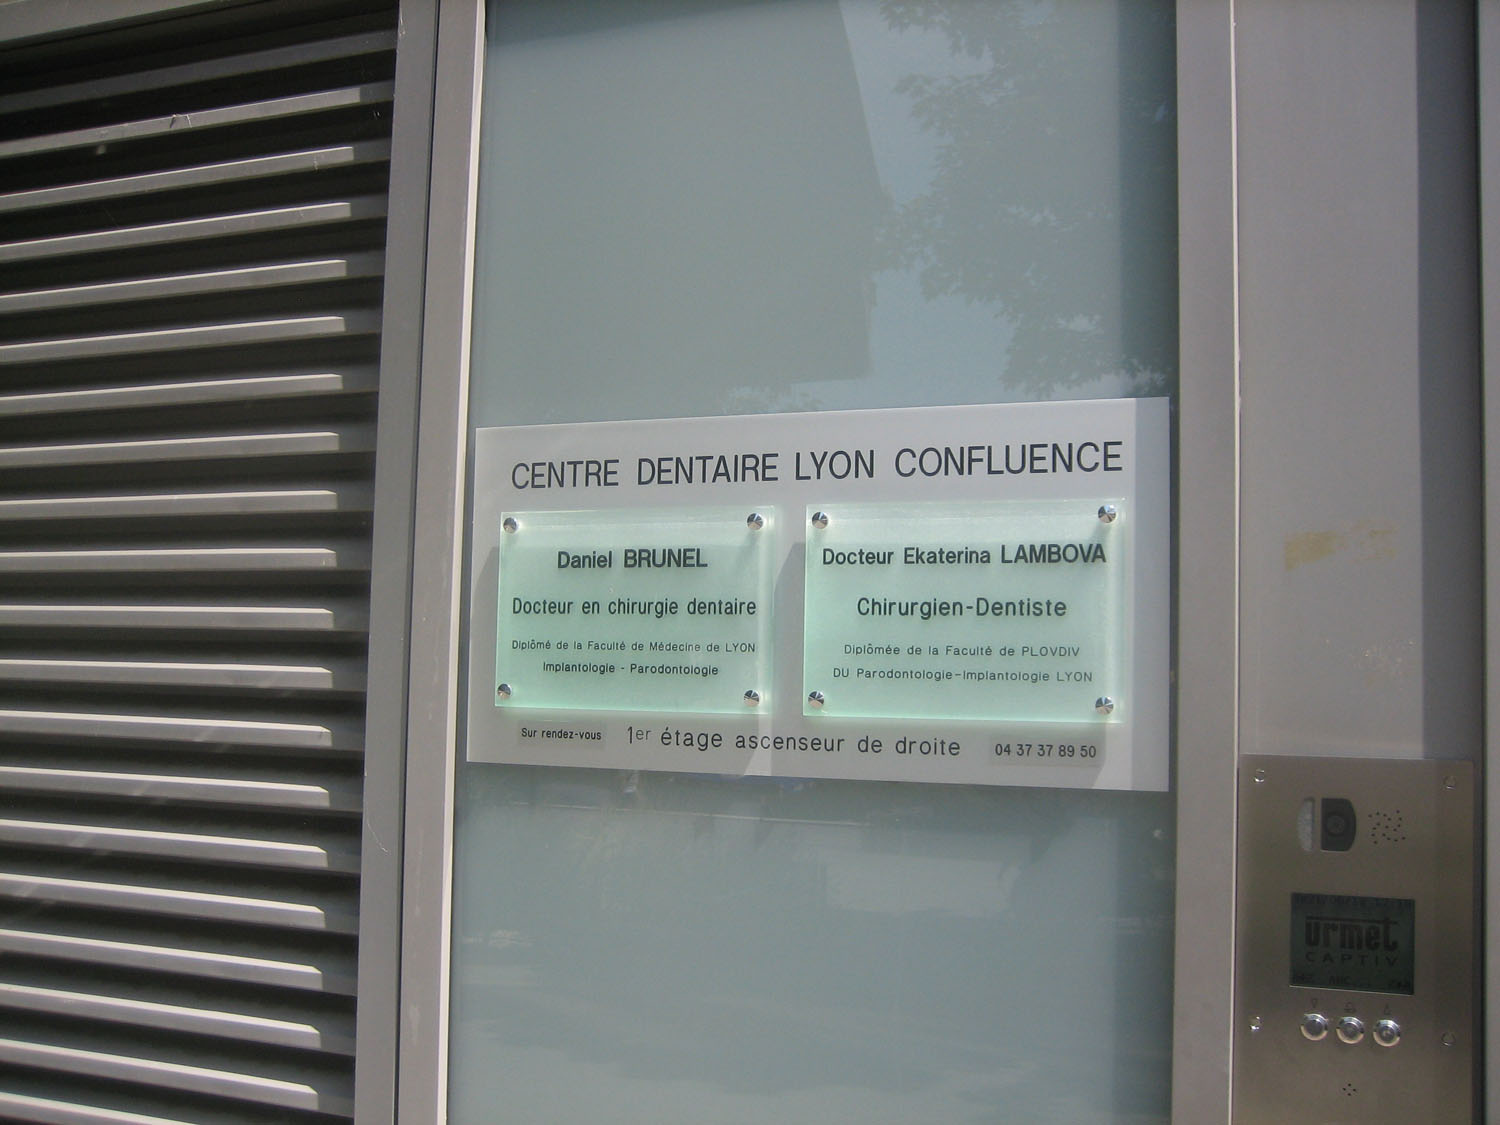 CENTRE DENTAIRE LYON CONFLUENCE
Daniel BRUNEL
Docteur en chirurgie dentaire
Diplômé de la Faculté de Médecine de LYON
Implantologie - Parodontologie
Docteur Ekaterina LAMBOVA
Chirurgien-Dentiste
Diplômée de la Faculté de PLOVDIV
DU Parodontologie-Implantologie LYON
Sur rendez-vous 1er étage ascenseur de droite 04 37 37 89 50
urmet
CAPTIV